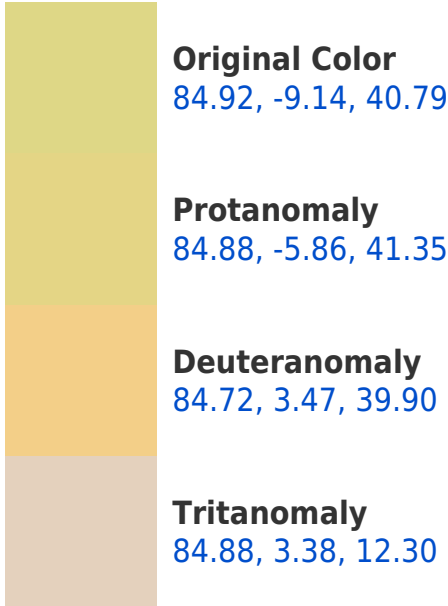 Original Color
84.92, -9.14, 40.79
Protanomaly
84.88, -5.86, 41.35
Deuteranomaly
84.72, 3.47, 39.90
Tritanomaly
84.88, 3.38, 12.30